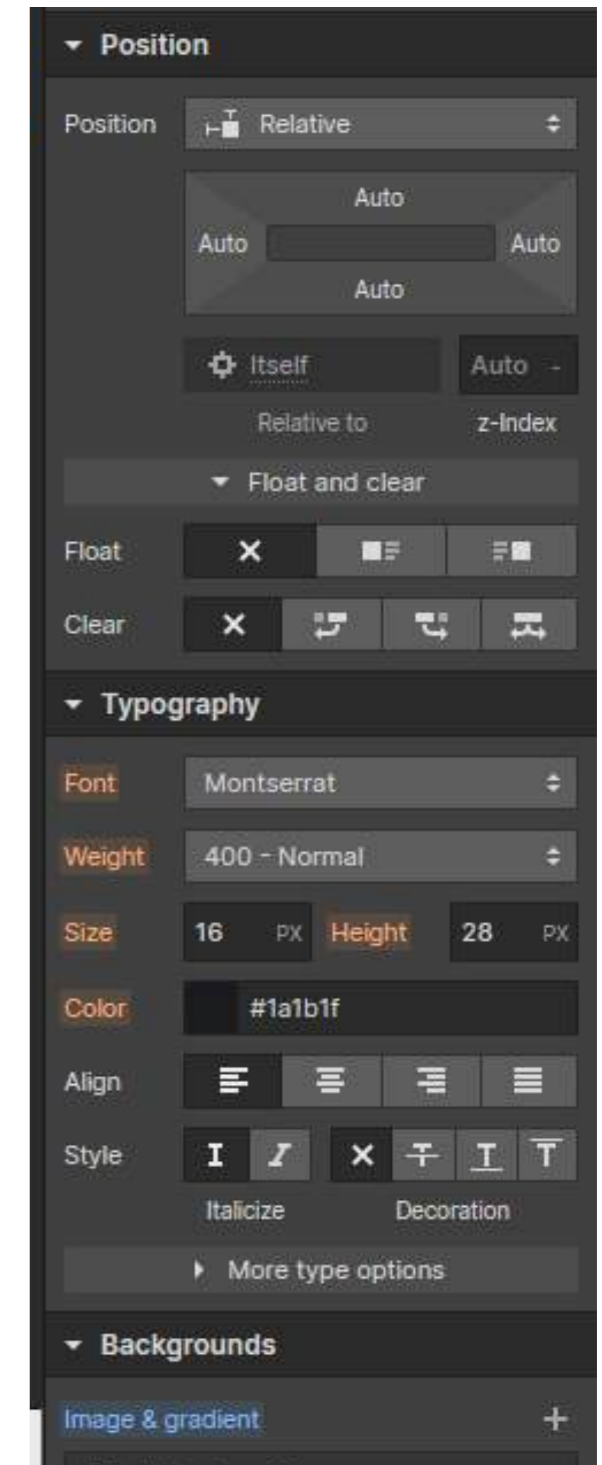 Position
Position Relative
Auto
Auto Auto
Auto
Itself Auto -
Relative to z-Index
Float and clear
Float
Clear
Typography
Font Montserrat
Weight 400 - Normal
Size 16 PX Height 28 PX
Color #1a1b1f
Align
Style
Italicize Decoration
More type options
Backgrounds
Image & gradient +